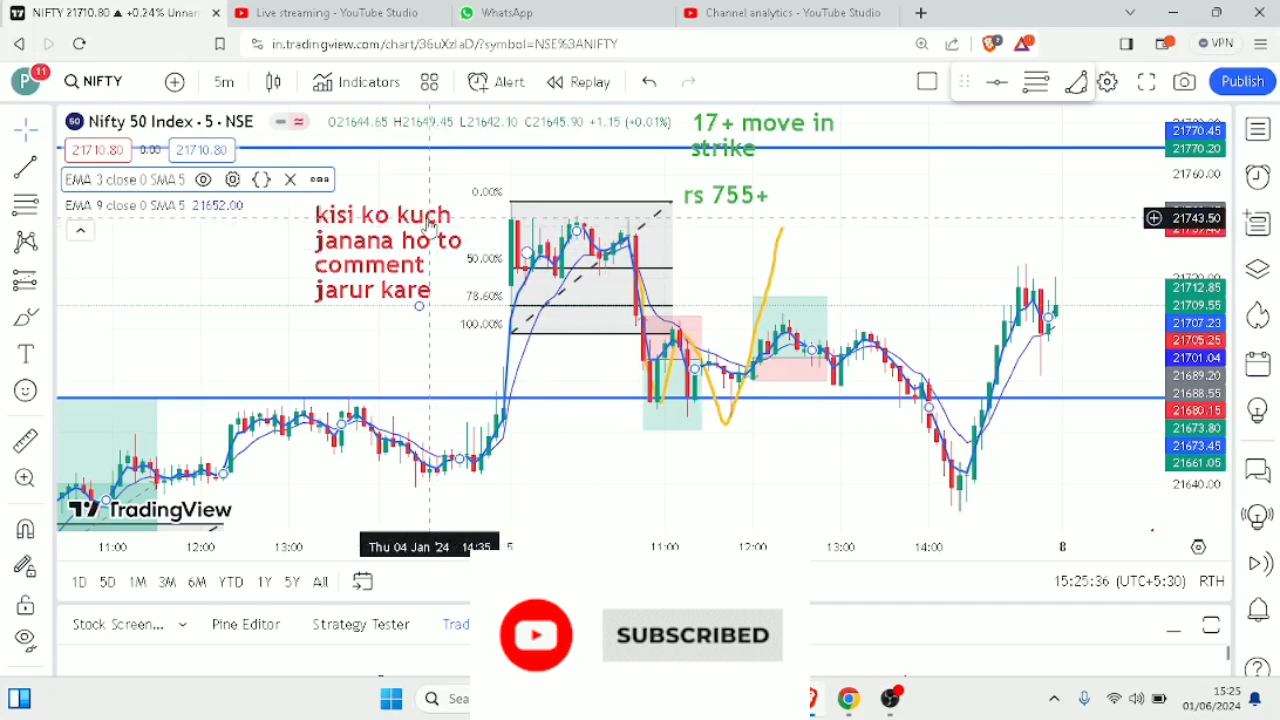 NIFTY 21710.80 ▲ +0.24% Unnar
Live streaming - YouTube Studio
WhatsApp
Channel analytics - YouTube Studio
in.tradingview.com/chart/36uXzIaD/?symbol=NSE%3ANIFTY
VPN
P 11 NIFTY 5m Indicators Alert Replay Publish
50 Nifty 50 Index · 5 · NSE O21644.65 H21649.45 L21642.10 C21645.90 +1.15 (+0.01%)
21710.80 0.00 21710.80
EMA 3 close 0 SMA 5
EMA 9 close 0 SMA 5 21652.00
17+ move in
strike
rs 755+
kisi ko kuch
janana ho to
comment
jarur kare
0.00%
50.00%
78.60%
100.00%
21770.45
21770.20
21760.00
21743.50
21712.85
21709.55
21707.23
21705.25
21701.04
21689.20
21688.55
21680.15
21673.80
21673.45
21661.05
21640.00
TradingView
11:00 12:00 13:00 Thu 04 Jan '24 14:35 5 11:00 12:00 13:00 14:00 8
1D 5D 1M 3M 6M YTD 1Y 5Y All 15:25:36 (UTC+5:30) RTH
Stock Screen... Pine Editor Strategy Tester Trad
SUBSCRIBED
Sea
15:25
01/06/2024